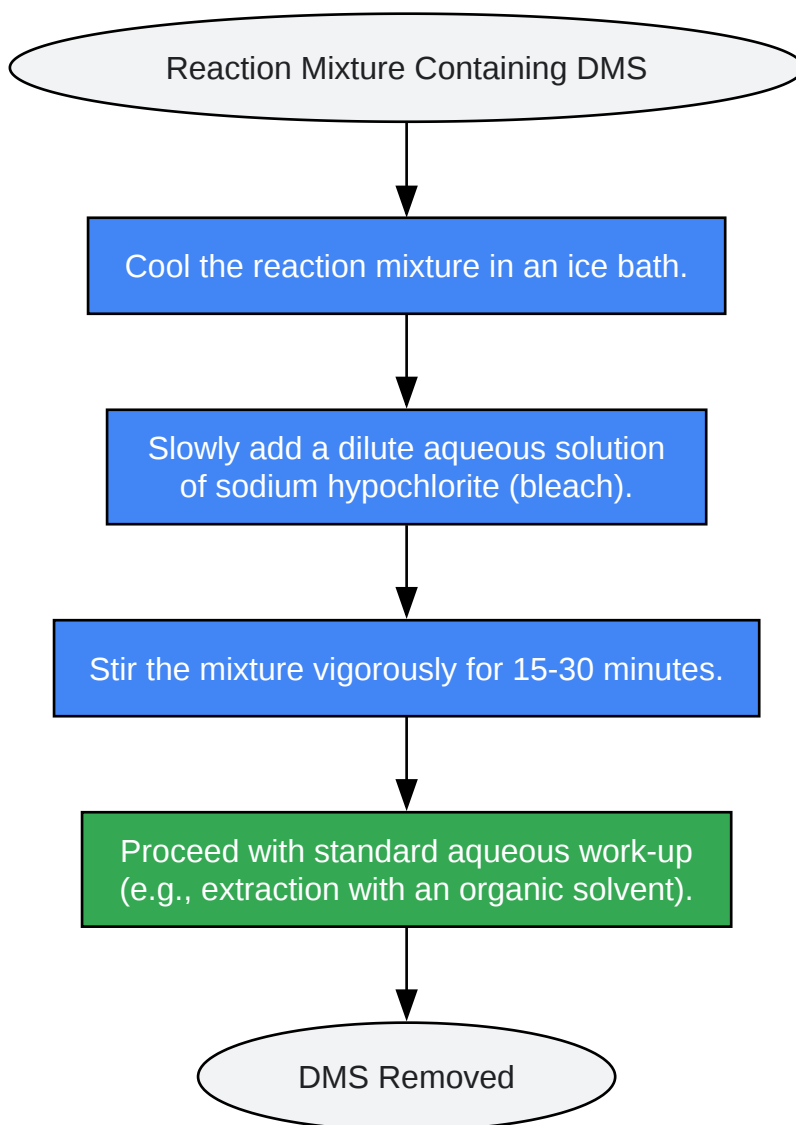 Reaction Mixture Containing DMS
Cool the reaction mixture in an ice bath.
Slowly add a dilute aqueous solution
of sodium hypochlorite (bleach).
Stir the mixture vigorously for 15-30 minutes.
Proceed with standard aqueous work-up
(e.g., extraction with an organic solvent).
DMS Removed